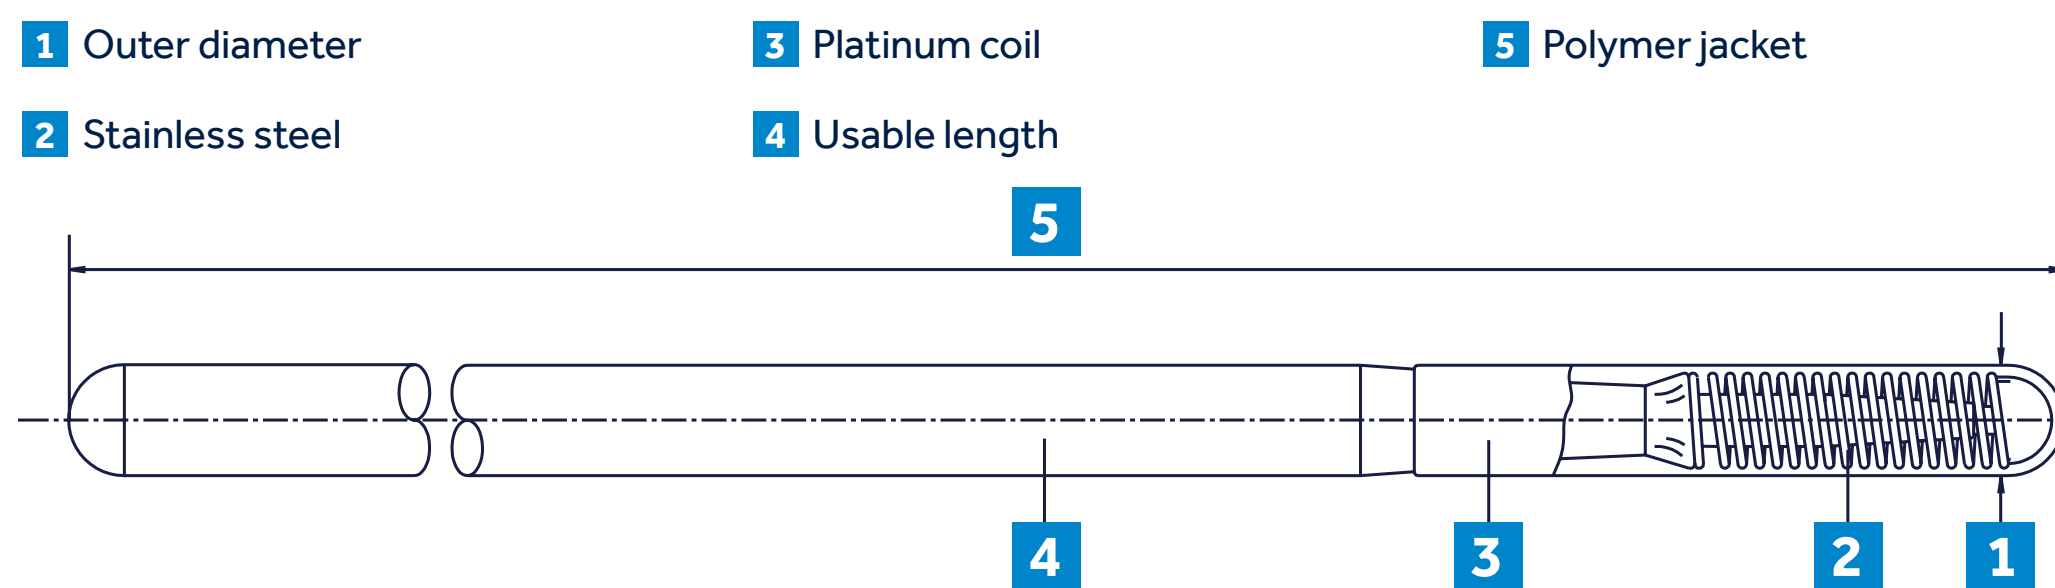 1 Outer diameter
3 Platinum coil
5 Polymer jacket
2 Stainless steel
4 Usable length
5
4
3
2
1